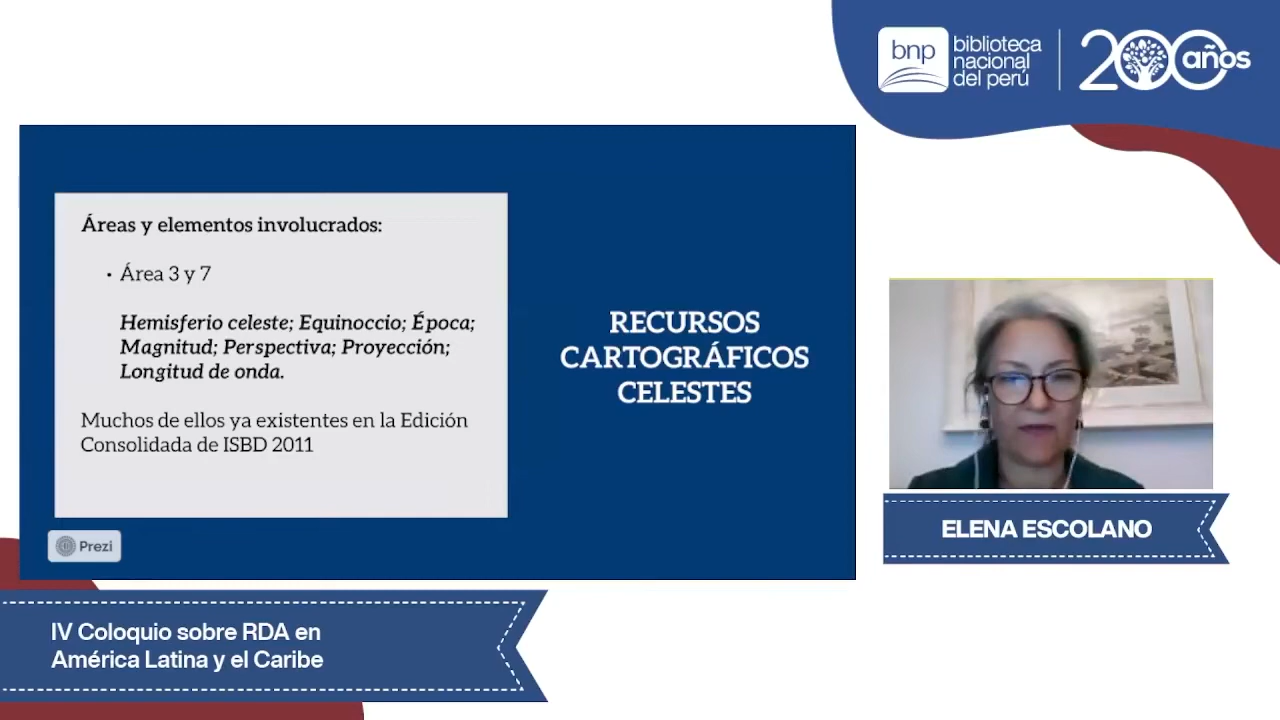 bnp
biblioteca
nacional
del perú
200 años
Áreas y elementos involucrados:
• Área 3 y 7
Hemisferio celeste; Equinoccio; Época;
Magnitud; Perspectiva; Proyección;
Longitud de onda.
Muchos de ellos ya existentes en la Edición
Consolidada de ISBD 2011
RECURSOS
CARTOGRÁFICOS
CELESTES
Prezi
ELENA ESCOLANO
IV Coloquio sobre RDA en
América Latina y el Caribe